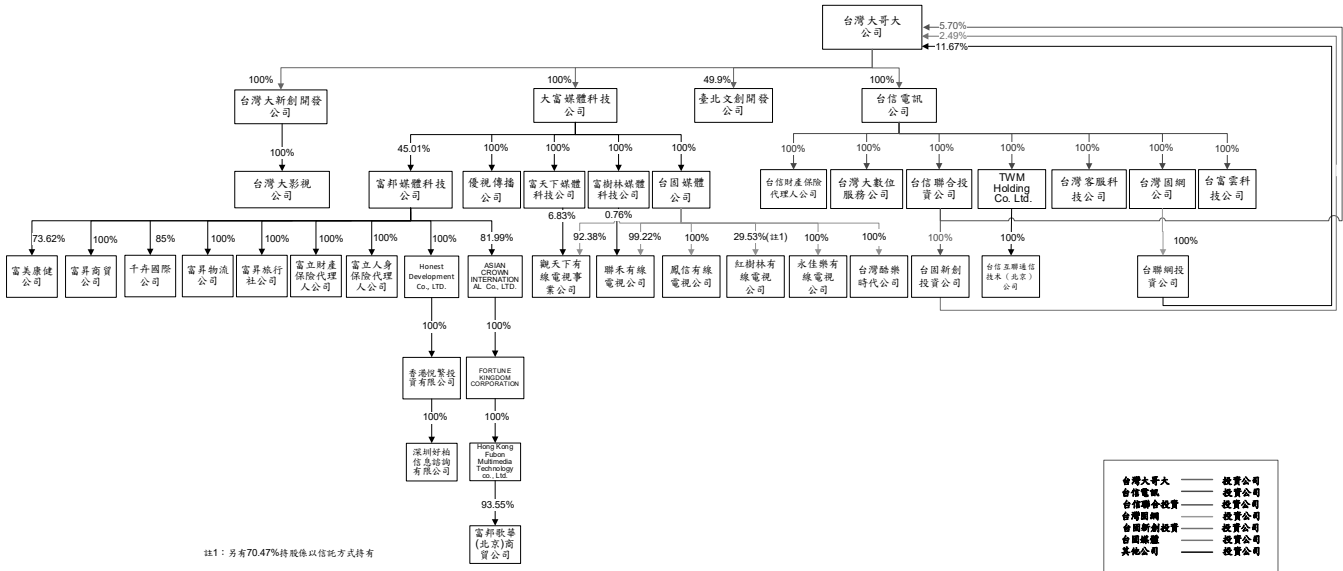 台灣大哥大
公司
5.70%
2.49%
11.67%
100%
100%
49.9%
100%
台灣大新創開發
公司
大富媒體科技
公司
臺北文創開發
公司
台信電訊
公司
100%
45.01%
100%
100%
100%
100%
100%
100%
100%
100%
100%
100%
100%
台灣大影視
公司
富邦媒體科技
公司
優視傳播
公司
富天下媒體
科技公司
富樹林媒體
科技公司
台固媒體
公司
台信財產保險
代理人公司
台灣大數位
服務公司
台信聯合投
資公司
TWM
Holding
Co. Ltd.
台灣客服科
技公司
台灣固網
公司
台富雲科
技公司
73.62%
100%
85%
100%
100%
100%
100%
100%
81.99%
6.83%
92.38%
0.76%
99.22%
100%
29.53%(註1)
100%
100%
100%
100%
100%
富美康健
公司
富昇商貿
公司
千卉國際
公司
富昇物流
公司
富昇旅行
社公司
富立財產
保險代理
人公司
富立人身
保險代理
人公司
Honest
Development
Co., LTD.
ASIAN
CROWN
INTERNATION
AL Co., LTD.
觀天下有
線電視事
業公司
聯禾有線
電視公司
鳳信有線
電視公司
紅樹林有
線電視
公司
永佳樂有
線電視
公司
台灣酷樂
時代公司
台固新創
投資公司
台信互聯通信
技术（北京）
公司
台聯網投
資公司
100%
100%
香港悅繁投
資有限公司
FORTUNE
KINGDOM
CORPORATION
100%
100%
深圳好柏
信息諮詢
有限公司
Hong Kong
Fubon
Multimedia
Technology
co., Ltd.
93.55%
富邦歌華
(北京)商
貿公司
註1：另有70.47%持股係以信託方式持有
台灣大哥大 投資公司
台信電訊 投資公司
台信聯合投資 投資公司
台灣固網 投資公司
台固新創投資 投資公司
台固媒體 投資公司
其他公司 投資公司